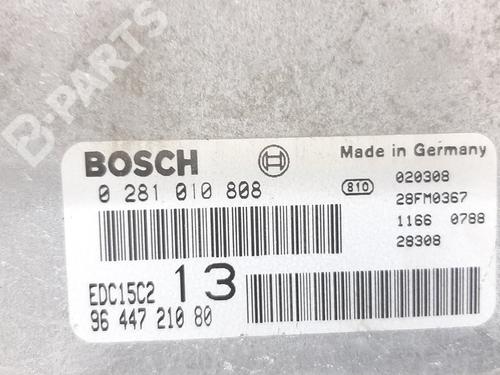 B-PARTS
BOSCH
Made in Germany
0 281 010 808
810
020308
28FM0367
1166 0788
28308
EDC15C2 13
96 447 210 80